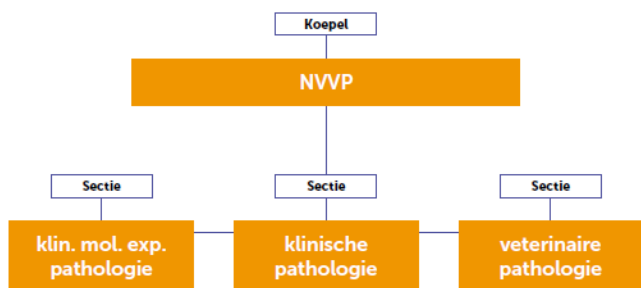 Koepel
NVVP
Sectie
Sectie
Sectie
klin. mol. exp.
pathologie
klinische
pathologie
veterinaire
pathologie